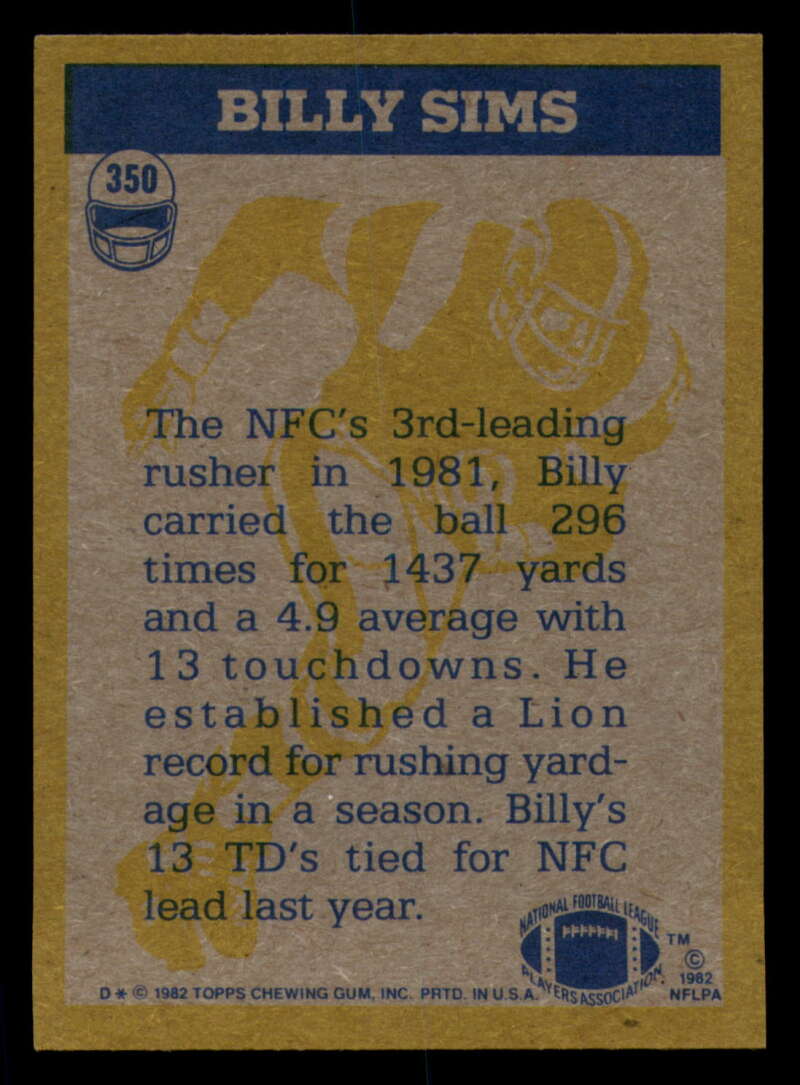 BILLY SIMS
350
The NFC's 3rd-leading
rusher in 1981, Billy
carried the ball 296
times for 1437 yards
and a 4.9 average with
13 touchdowns. He
established a Lion
record for rushing yard-
age in a season. Billy's
13 TD's tied for NFC
lead last year.
NATIONAL FOOTBALL LEAGUE
PLAYERS ASSOCIATION
TM
©
1982
NFLPA
D * © 1982 TOPPS CHEWING GUM, INC. PRTD. IN U.S.A.